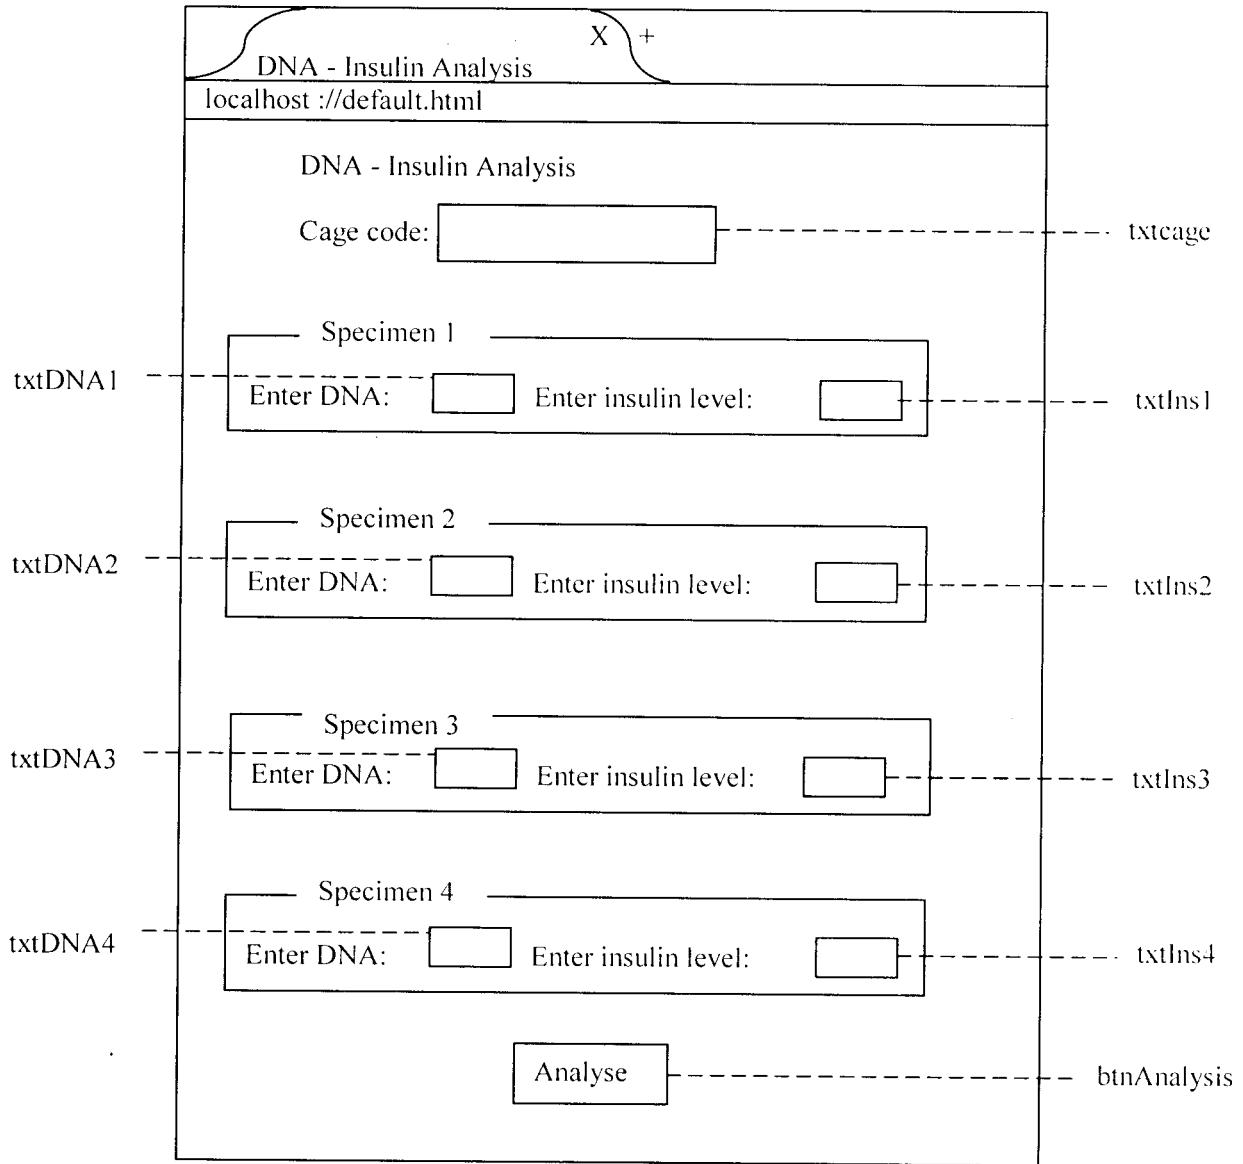 X +
DNA - Insulin Analysis
localhost ://default.html
DNA - Insulin Analysis
Cage code: txtcage
Specimen 1
txtDNA1 Enter DNA: Enter insulin level: txtIns1
Specimen 2
txtDNA2 Enter DNA: Enter insulin level: txtIns2
Specimen 3
txtDNA3 Enter DNA: Enter insulin level: txtIns3
Specimen 4
txtDNA4 Enter DNA: Enter insulin level: txtIns4
Analyse btnAnalysis